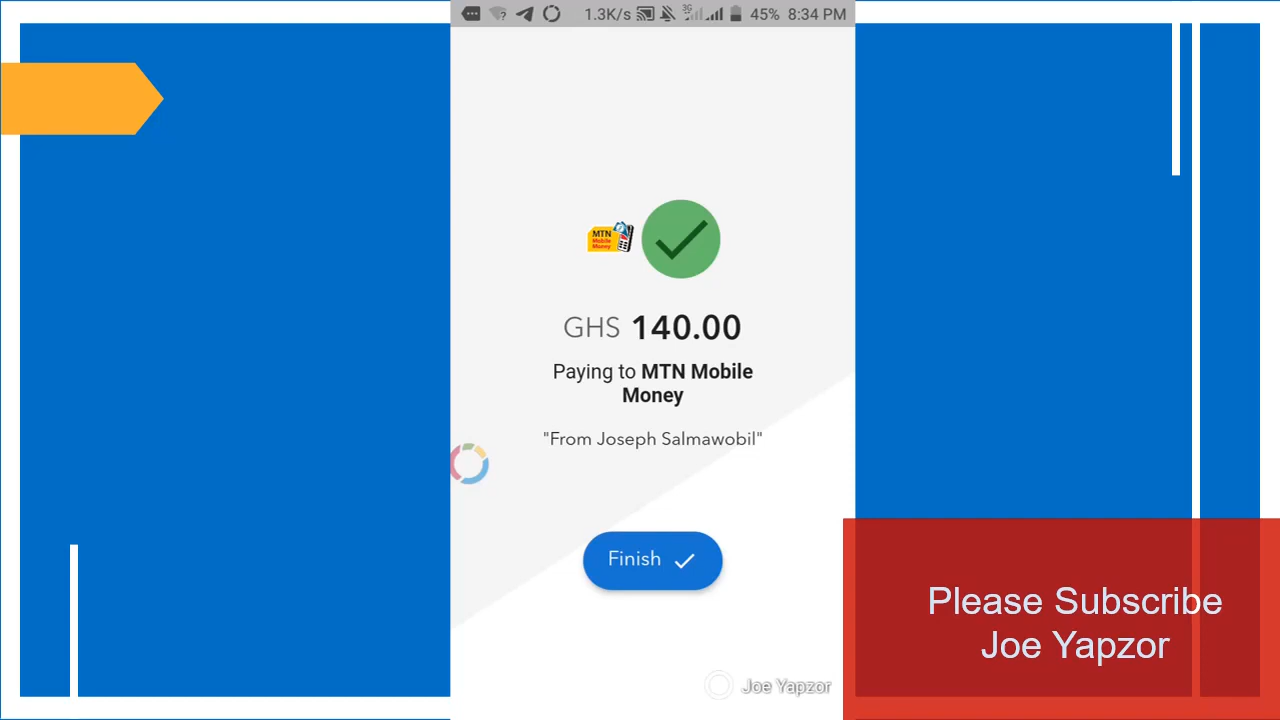 1.3K/s 3G 45% 8:34 PM
MTN
Mobile
Money
GHS 140.00
Paying to MTN Mobile
Money
"From Joseph Salmawobil"
Finish
Please Subscribe
Joe Yapzor
Joe Yapzor